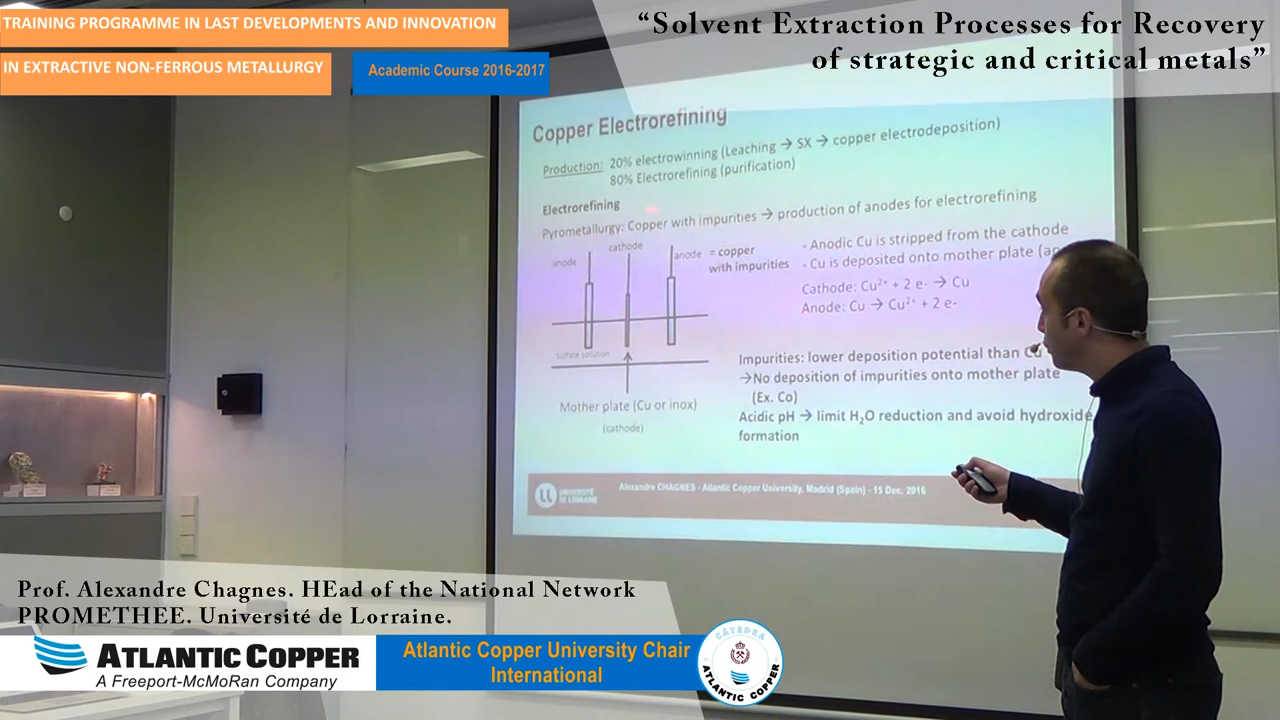 TRAINING PROGRAMME IN LAST DEVELOPMENTS AND INNOVATION
IN EXTRACTIVE NON-FERROUS METALLURGY
Academic Course 2016-2017
“Solvent Extraction Processes for Recovery
of strategic and critical metals”
Copper Electrorefining
Production: 20% electrowinning (Leaching → SX → copper electrodeposition)
80% Electrorefining (purification)
Electrorefining
Pyrometallurgy: Copper with impurities → production of anodes for electrorefining
cathode
anode
anode
= copper
with impurities
- Anodic Cu is stripped from the cathode
- Cu is deposited onto mother plate
Cathode: Cu²⁺ + 2 e- → Cu
Anode: Cu → Cu²⁺ + 2 e-
Sulfate solution
Mother plate (Cu or inox)
(cathode)
Impurities: lower deposition potential than Cu
→No deposition of impurities onto mother plate
(Ex. Co)
Acidic pH → limit H₂O reduction and avoid hydroxide
formation
UNIVERSITÉ
DE LORRAINE
Alexandre CHAGNES - Atlantic Copper University, Madrid (Spain) - 15 Dec. 2016
Prof. Alexandre Chagnes. HEad of the National Network
PROMETHEE. Université de Lorraine.
ATLANTIC COPPER
A Freeport-McMoRan Company
Atlantic Copper University Chair
International
CÁTEDRA
ATLANTIC COPPER